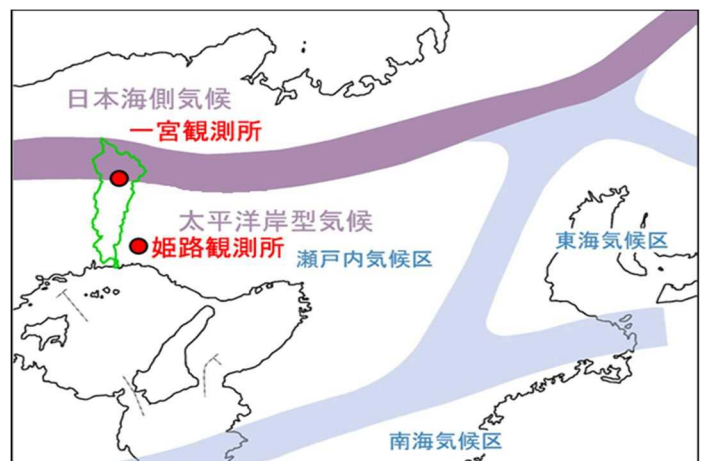 日本海側気候
一宮観測所
太平洋岸型気候
姫路観測所
瀬戸内気候区
東海気候区
南海気候区